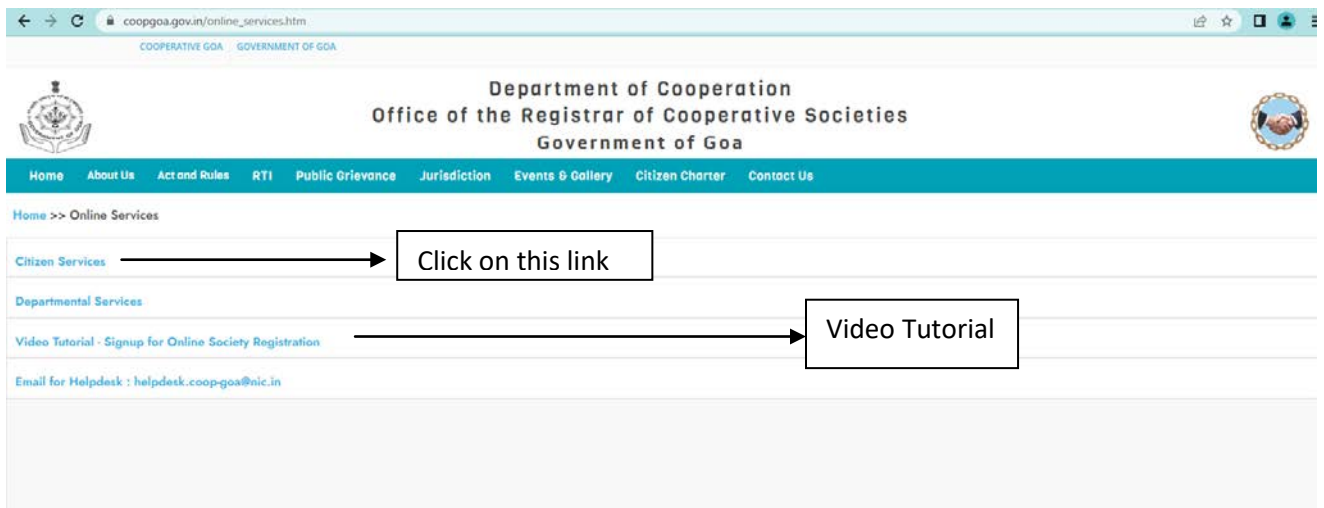 coopgoa.gov.in/online_services.htm
COOPERATIVE GOA GOVERNMENT OF GOA
Department of Cooperation
Office of the Registrar of Cooperative Societies
Government of Goa
Home About Us Act and Rules RTI Public Grievance Jurisdiction Events & Gallery Citizen Charter Contact Us
Home >> Online Services
Citizen Services Click on this link
Departmental Services
Video Tutorial - Signup for Online Society Registration Video Tutorial
Email for Helpdesk : helpdesk.coop-goa@nic.in